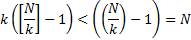 k([N/k] − 1) < ((N/k) − 1) = N